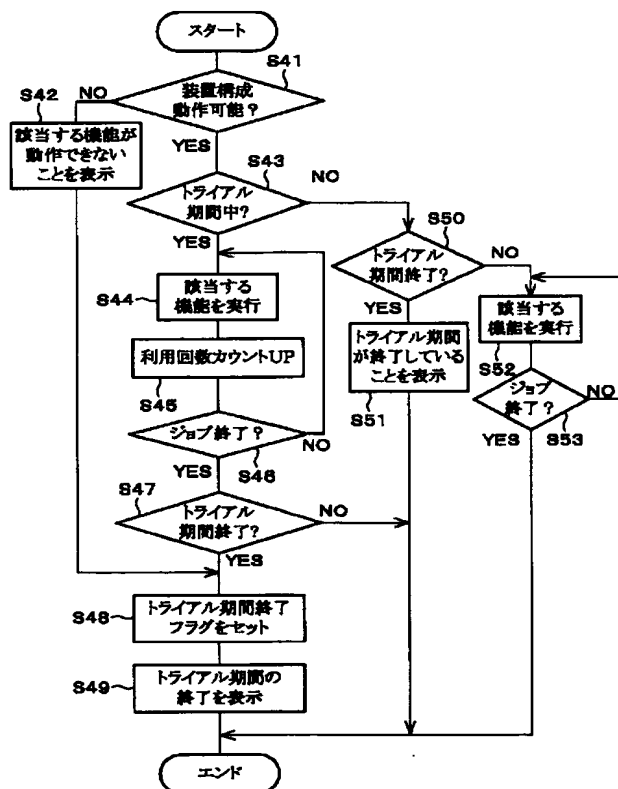 スタート
S41
装置構成
動作可能?
NO
YES
S42
該当する機能が
動作できない
ことを表示
S43
トライアル
期間中?
NO
YES
S44
該当する
機能を実行
利用回数カウントUP
S45
ジョブ終了?
S46
NO
YES
S47
トライアル
期間終了?
NO
YES
S48
トライアル期間終了
フラグをセット
S49
トライアル期間の
終了を表示
エンド
S50
トライアル
期間終了?
NO
YES
トライアル期間
が終了している
ことを表示
S51
該当する
機能を実行
S52
ジョブ
終了?
NO
S53
YES